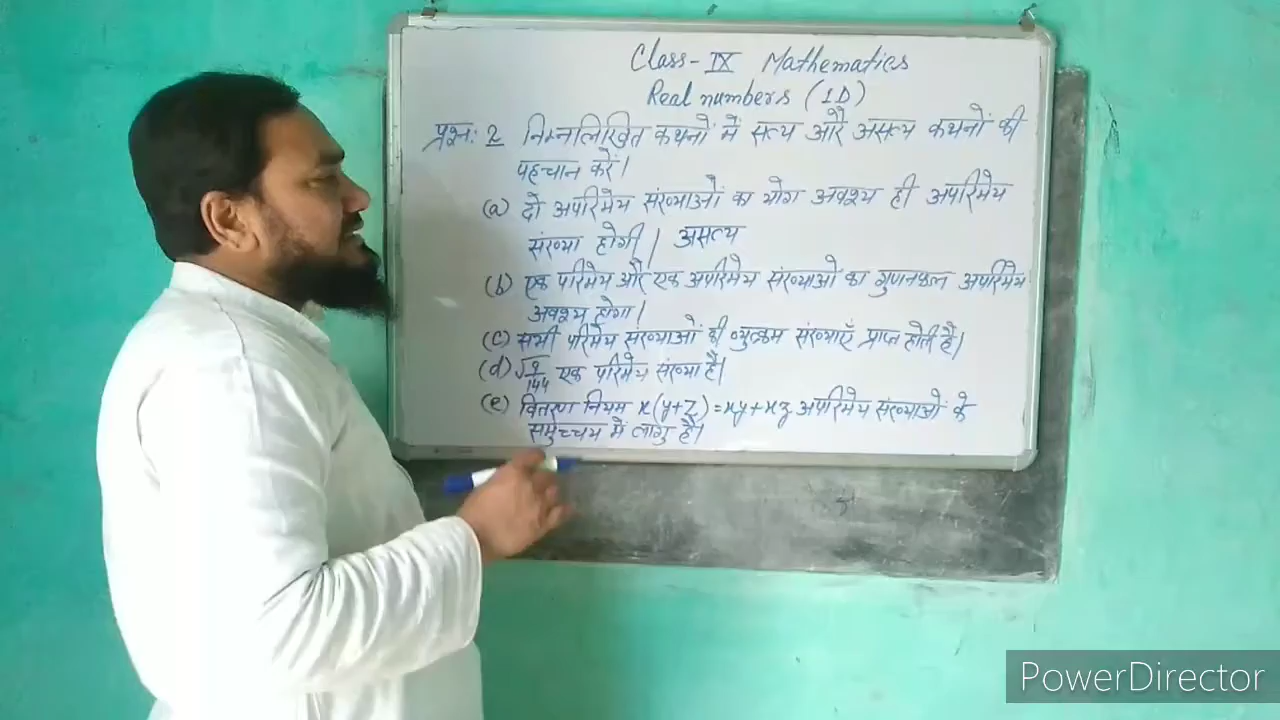 Class - IX Mathematics
Real numbers (1D)
प्रश्न: 2 निम्नलिखित कथनों में सत्य और असत्य कथनों की
पहचान करें।
(a) दो अपरिमेय संख्याओं का योग अवश्य ही अपरिमेय
संख्या होगी। असत्य
(b) एक परिमेय और एक अपरिमेय संख्याओं का गुणनफल अपरिमेय
अवश्य होगा।
(c) सभी परिमेय संख्याओं की व्युत्क्रम संख्याएँ प्राप्त होती है।
(d) √9/144 एक परिमेय संख्या है।
(e) वितरण नियम x(y+z) = xy + xz अपरिमेय संख्याओं के
समुच्चय में लागु है।
PowerDirector